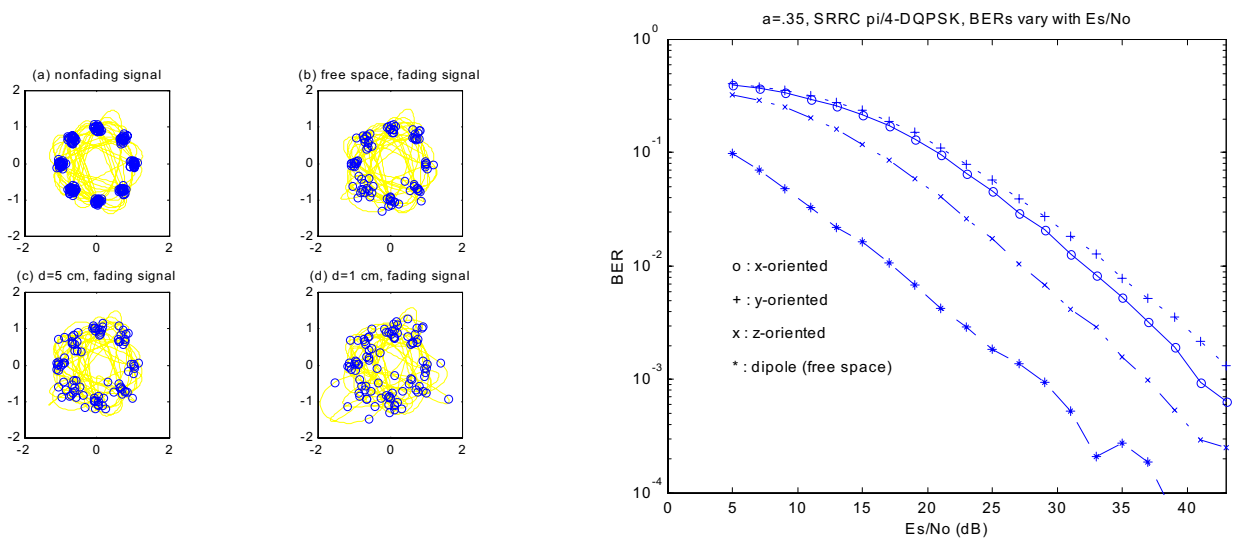 (a) nonfading signal
2
1
0
-1
-2
-2 0 2
(b) free space, fading signal
2
1
0
-1
-2
-2 0 2
(c) d=5 cm, fading signal
2
1
0
-1
-2
-2 0 2
(d) d=1 cm, fading signal
2
1
0
-1
-2
-2 0 2
a=.35, SRRC pi/4-DQPSK, BERs vary with Es/No
10^0
10^-1
10^-2
10^-3
10^-4
BER
o : x-oriented
+ : y-oriented
x : z-oriented
* : dipole (free space)
5 10 15 20 25 30 35 40
Es/No (dB)